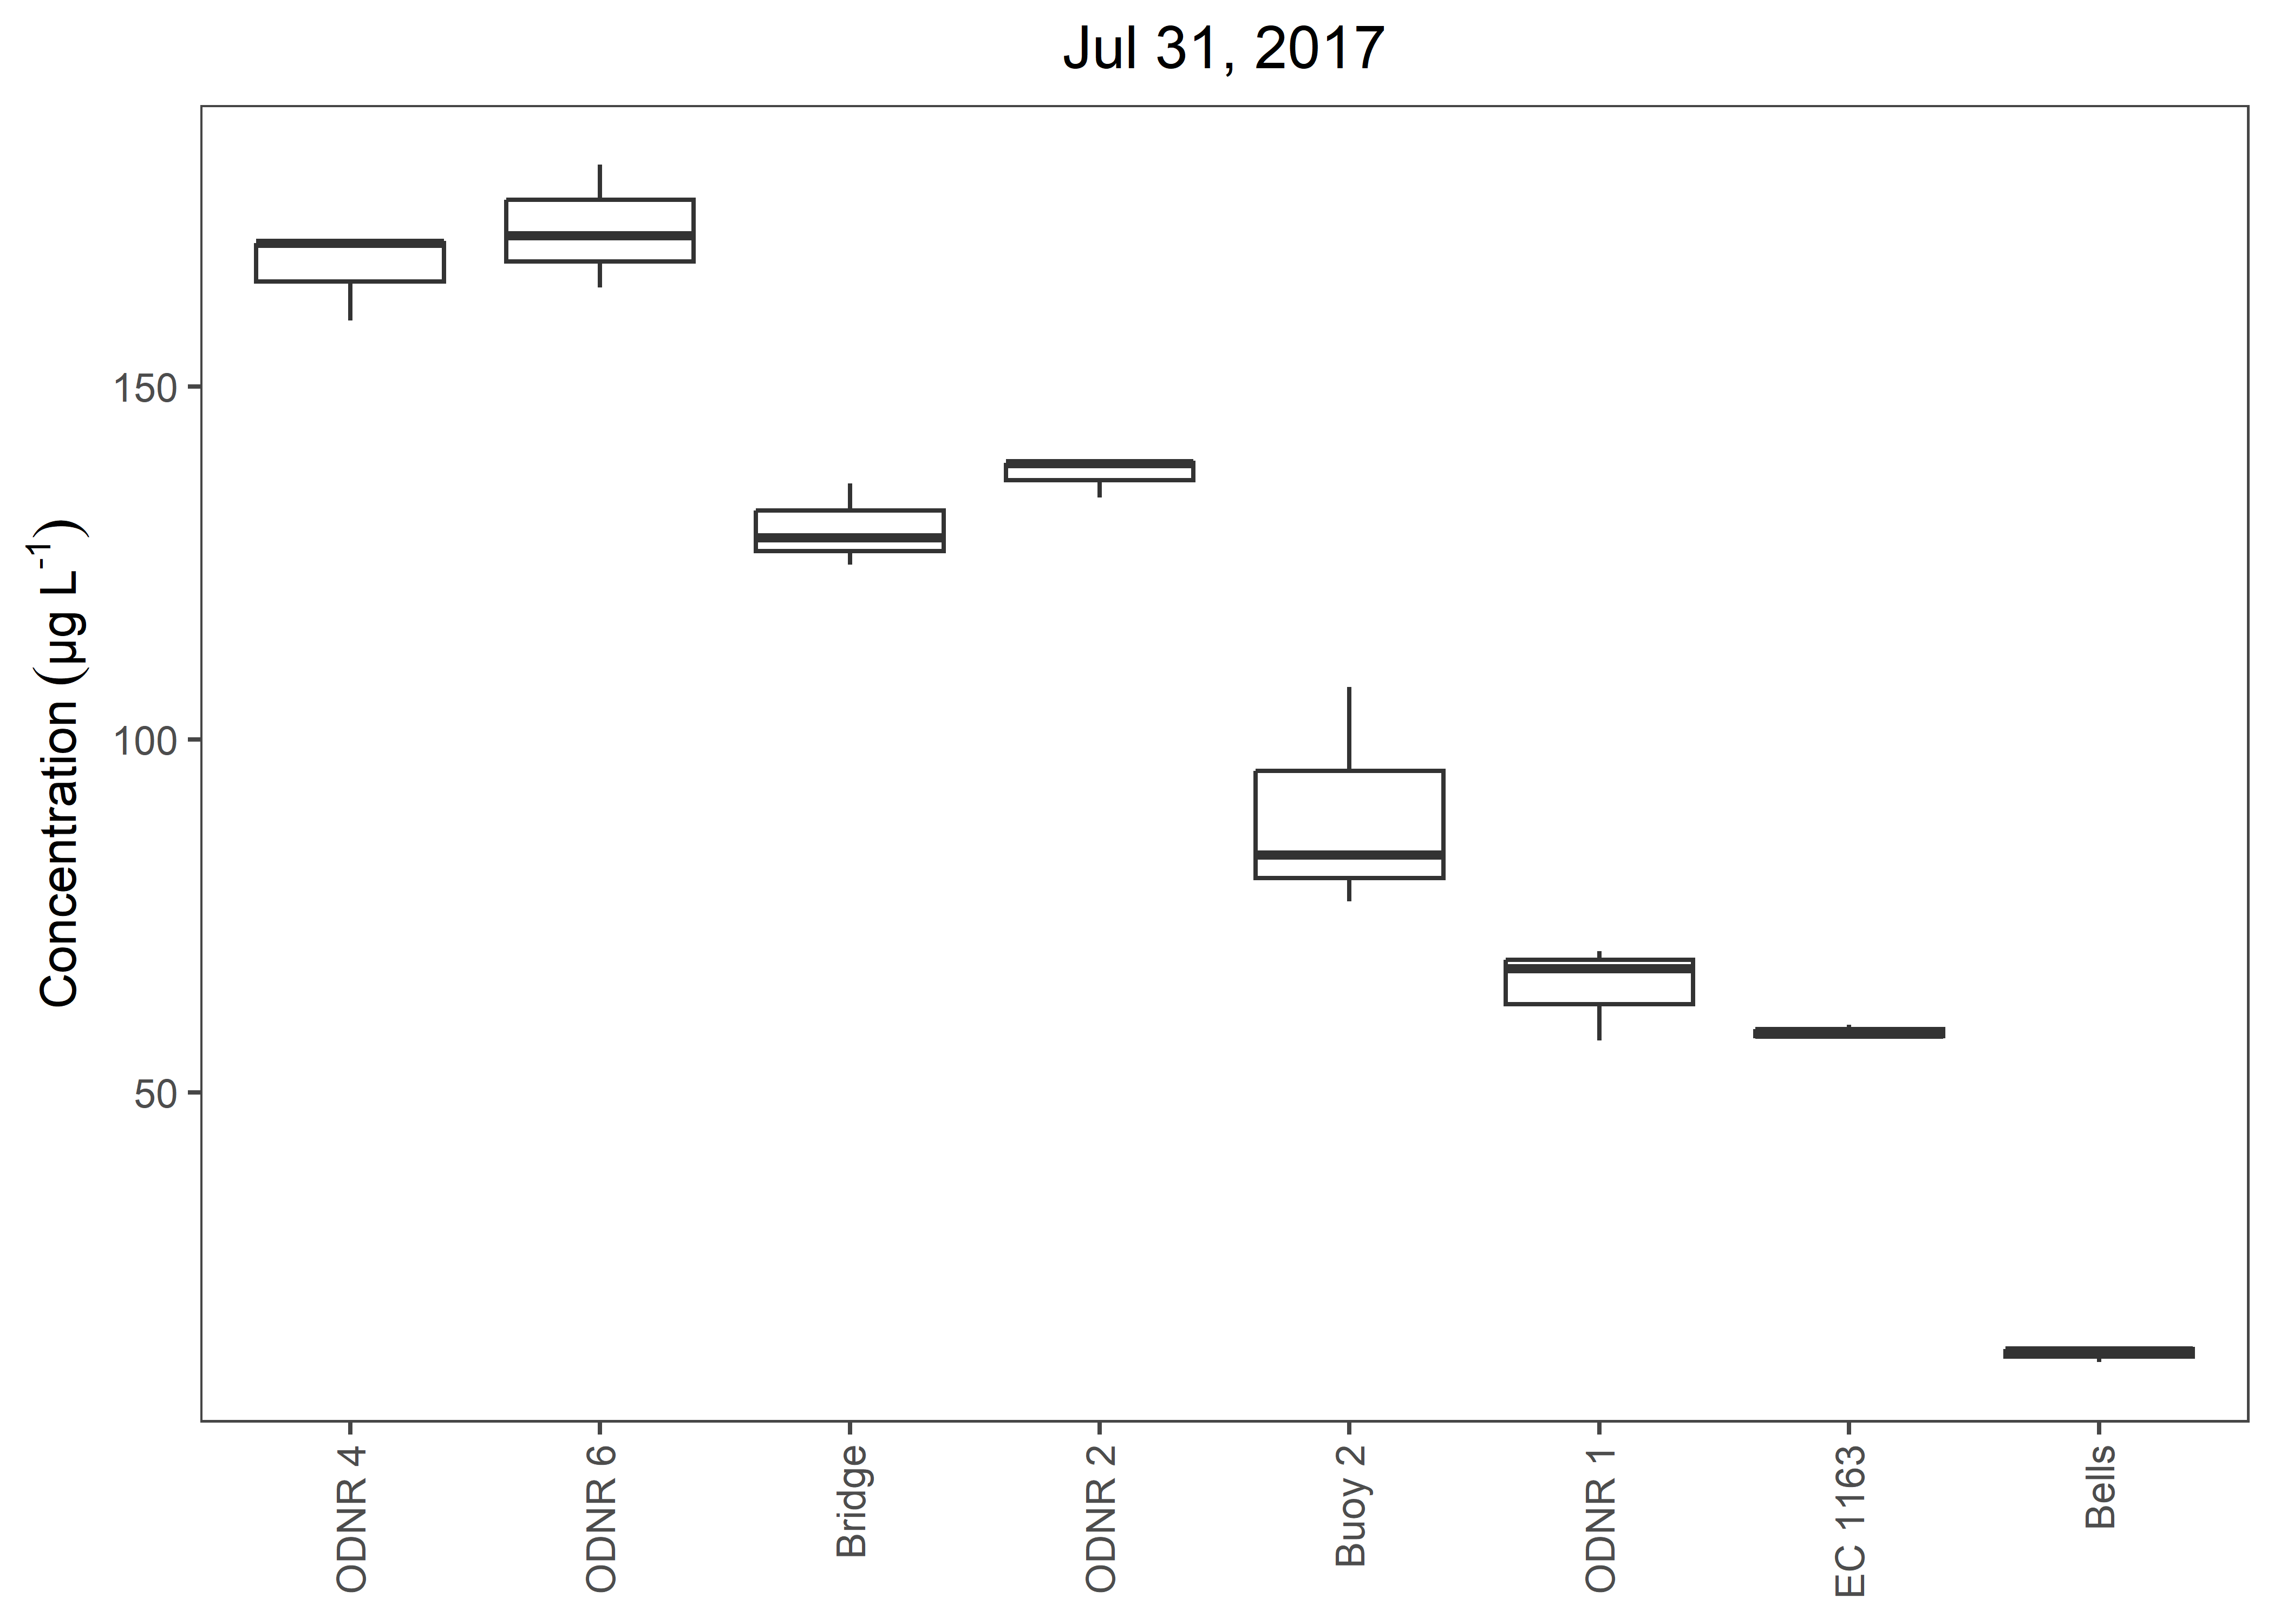 Jul 31, 2017
Concentration (µg L⁻¹)
150
100
50
ODNR 4
ODNR 6
Bridge
ODNR 2
Buoy 2
ODNR 1
EC 1163
Bells